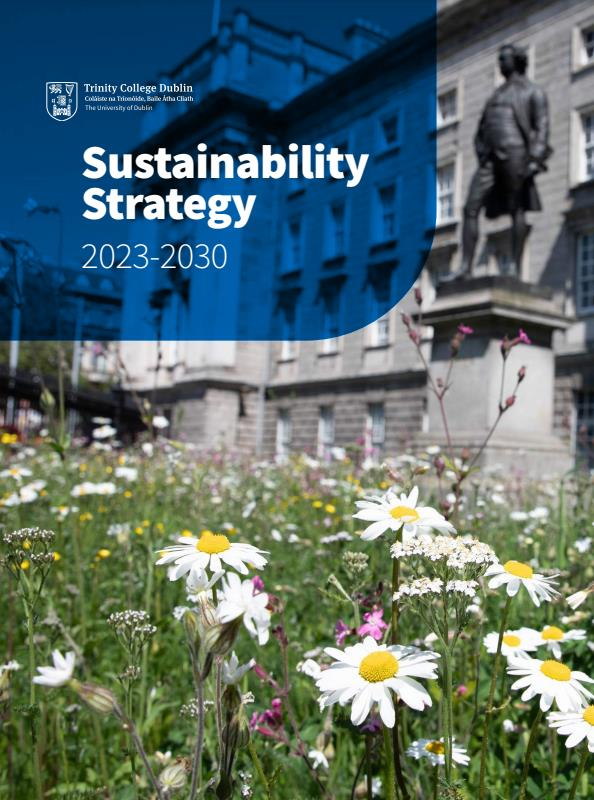 Trinity College Dublin
Coláiste na Tríonóide, Baile Átha Cliath
The University of Dublin
Sustainability
Strategy
2023-2030